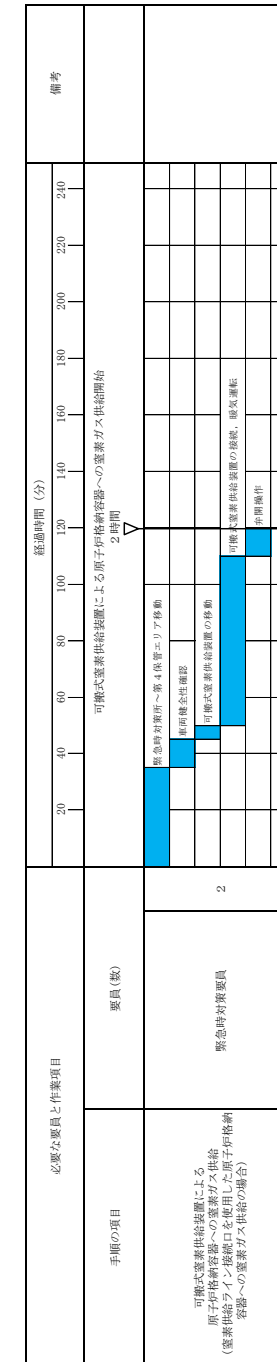 必要な要員と作業項目
経過時間（分）
備考
20 40 60 80 100 120 140 160 180 200 220 240
手順の項目
要員(数)
可搬式窒素供給装置による原子炉格納容器への窒素ガス供給開始
2時間
可搬式窒素供給装置による
原子炉格納容器への窒素ガス供給
（窒素供給ライン接続口を使用した原子炉格納
容器への窒素ガス供給の場合）
緊急時対策要員
2
緊急時対策所～第4保管エリア移動
車両健全性確認
可搬式窒素供給装置の移動
可搬式窒素供給装置の接続，暖気運転
弁開操作